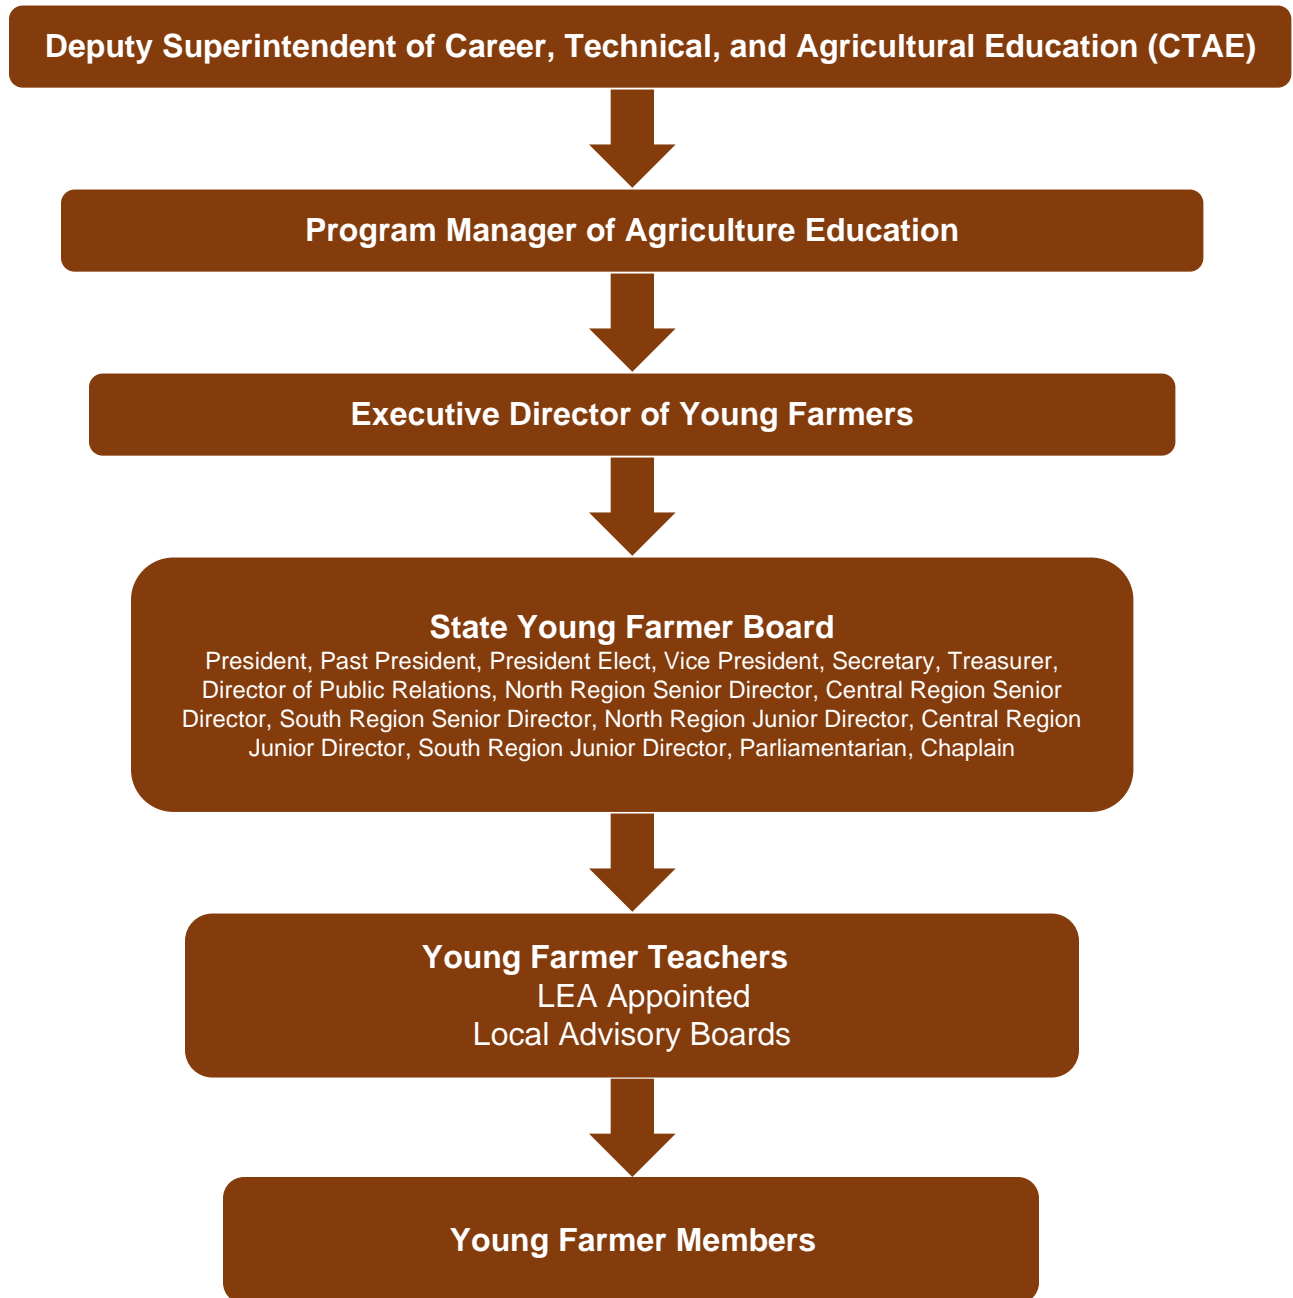 Deputy Superintendent of Career, Technical, and Agricultural Education (CTAE)
Program Manager of Agriculture Education
Executive Director of Young Farmers
State Young Farmer Board
President, Past President, President Elect, Vice President, Secretary, Treasurer,
Director of Public Relations, North Region Senior Director, Central Region Senior
Director, South Region Senior Director, North Region Junior Director, Central Region
Junior Director, South Region Junior Director, Parliamentarian, Chaplain
Young Farmer Teachers
LEA Appointed
Local Advisory Boards
Young Farmer Members